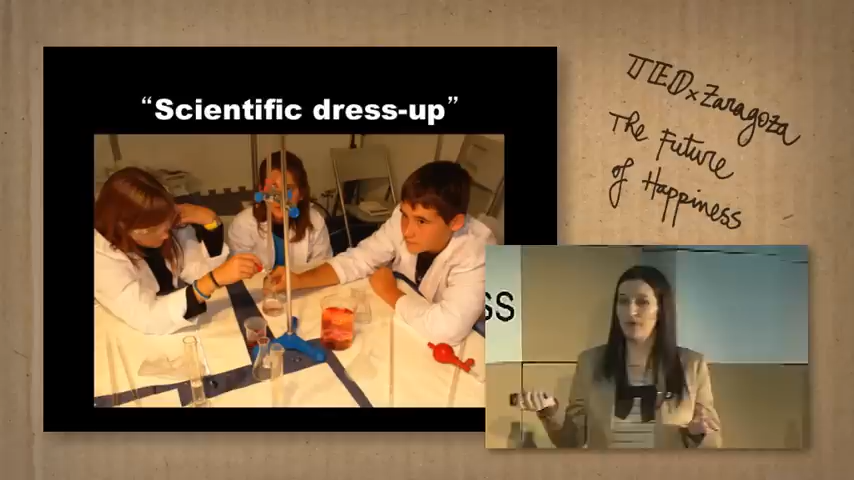 “Scientific dress-up”
TEDxZaragoza
The Future
of Happiness
SS